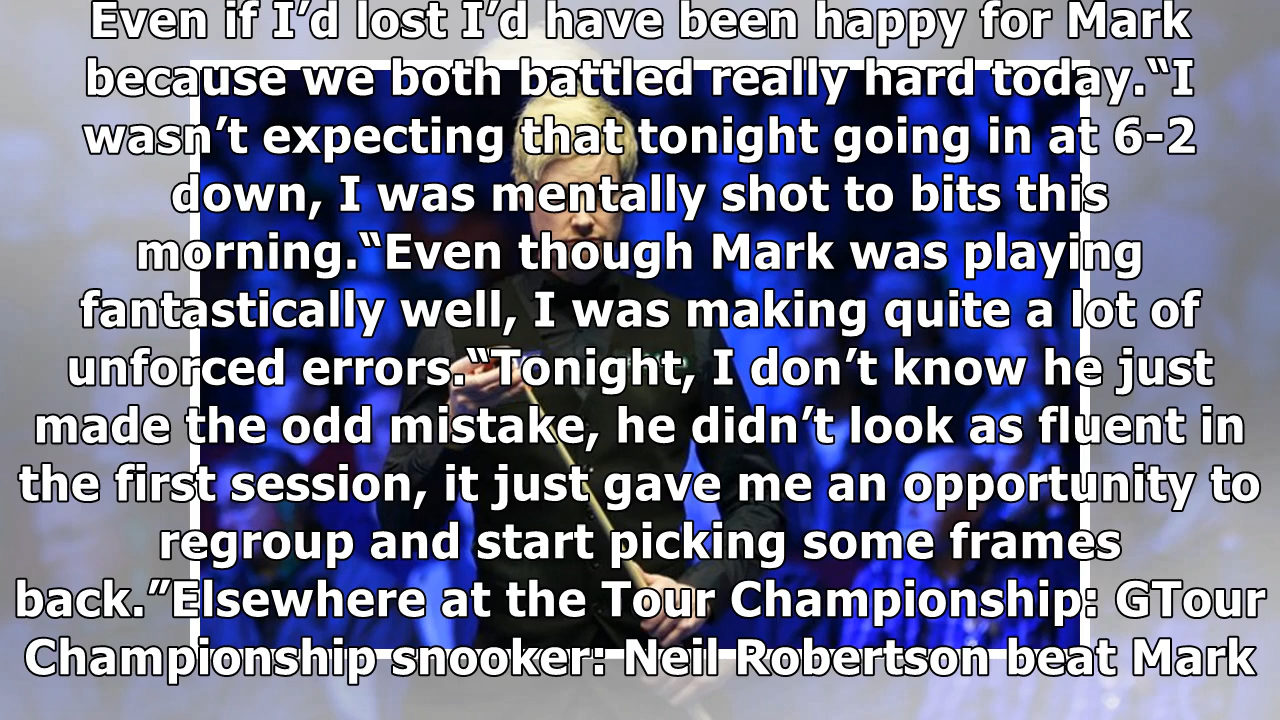 Even if I’d lost I’d have been happy for Mark
because we both battled really hard today.“I
wasn’t expecting that tonight going in at 6-2
down, I was mentally shot to bits this
morning.“Even though Mark was playing
fantastically well, I was making quite a lot of
unforced errors.“Tonight, I don’t know he just
made the odd mistake, he didn’t look as fluent in
the first session, it just gave me an opportunity to
regroup and start picking some frames
back.”Elsewhere at the Tour Championship: GTour
Championship snooker: Neil Robertson beat Mark